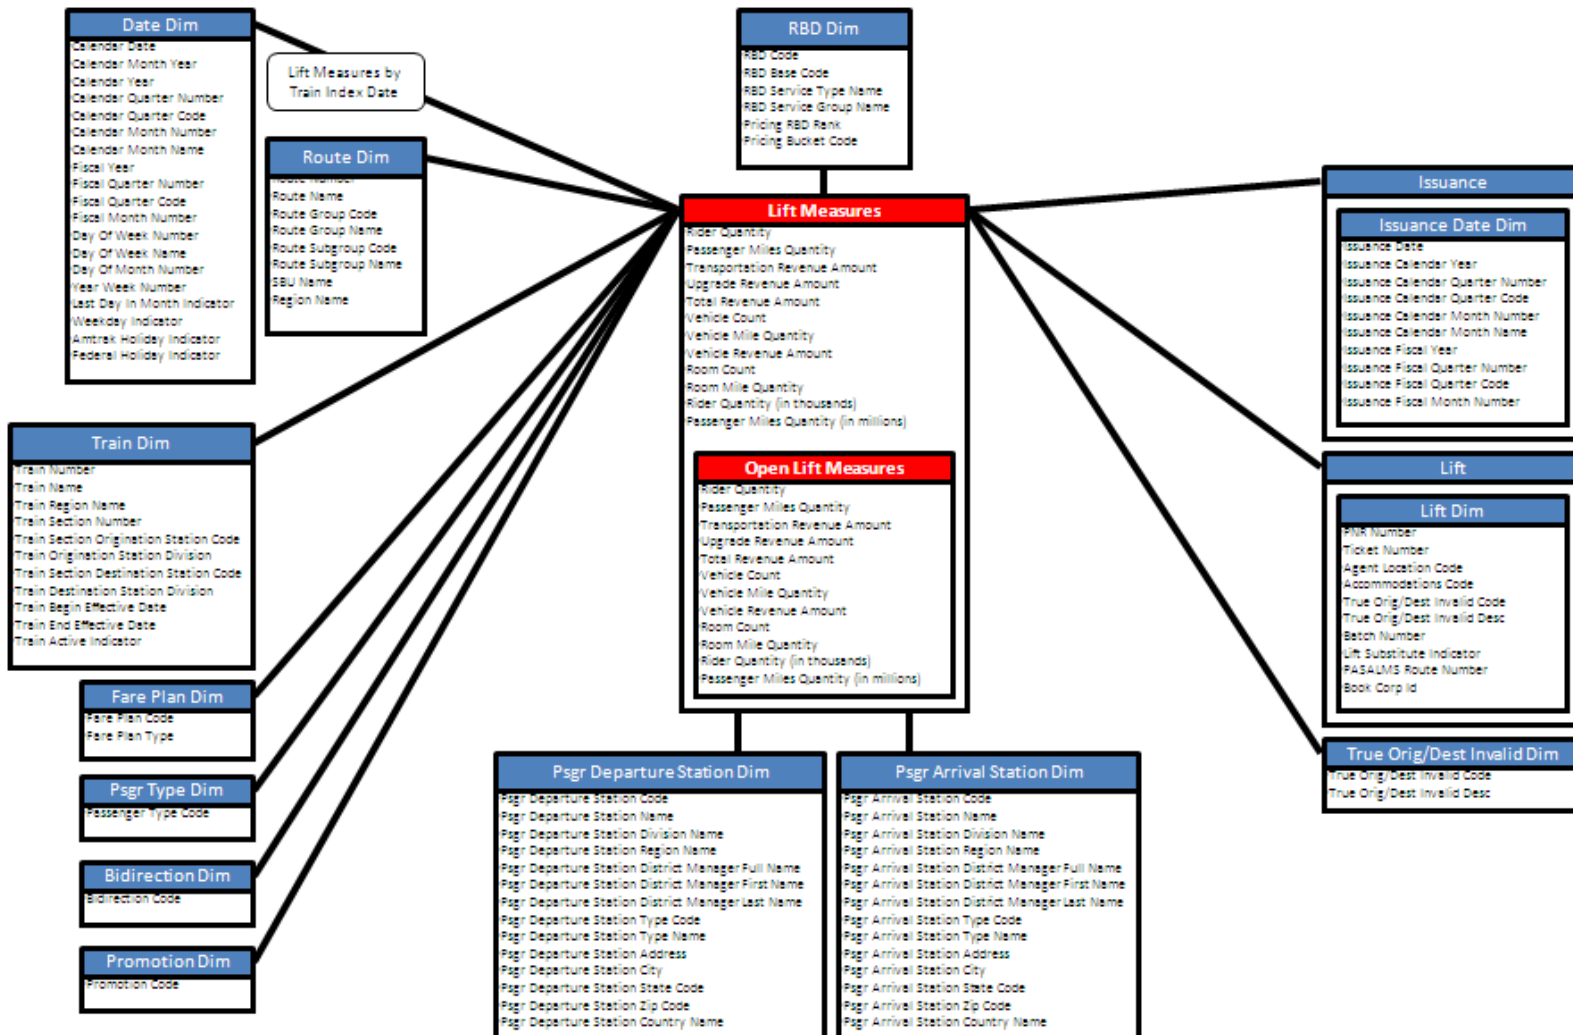 Date Dim
Calendar Date
Calendar Month Year
Calendar Year
Calendar Quarter Number
Calendar Quarter Code
Calendar Month Number
Calendar Month Name
Fiscal Year
Fiscal Quarter Number
Fiscal Quarter Code
Fiscal Month Number
Day Of Week Number
Day Of Week Name
Day Of Month Number
Year Week Number
Last Day In Month Indicator
Weekday Indicator
Amtrak Holiday Indicator
Federal Holiday Indicator
Lift Measures by
Train Index Date
Route Dim
Route Number
Route Name
Route Group Code
Route Group Name
Route Subgroup Code
Route Subgroup Name
SBU Name
Region Name
RBD Dim
RBD Code
RBD Base Code
RBD Service Type Name
RBD Service Group Name
Pricing RBD Rank
Pricing Bucket Code
Lift Measures
Rider Quantity
Passenger Miles Quantity
Transportation Revenue Amount
Upgrade Revenue Amount
Total Revenue Amount
Vehicle Count
Vehicle Mile Quantity
Vehicle Revenue Amount
Room Count
Room Mile Quantity
Rider Quantity (in thousands)
Passenger Miles Quantity (in millions)
Open Lift Measures
Rider Quantity
Passenger Miles Quantity
Transportation Revenue Amount
Upgrade Revenue Amount
Total Revenue Amount
Vehicle Count
Vehicle Mile Quantity
Vehicle Revenue Amount
Room Count
Room Mile Quantity
Rider Quantity (in thousands)
Passenger Miles Quantity (in millions)
Issuance
Issuance Date Dim
Issuance Date
Issuance Calendar Year
Issuance Calendar Quarter Number
Issuance Calendar Quarter Code
Issuance Calendar Month Number
Issuance Calendar Month Name
Issuance Fiscal Year
Issuance Fiscal Quarter Number
Issuance Fiscal Quarter Code
Issuance Fiscal Month Number
Lift
Lift Dim
PNR Number
Ticket Number
Agent Location Code
Accommodations Code
True Orig/Dest Invalid Code
True Orig/Dest Invalid Desc
Batch Number
Lift Substitute Indicator
PASALMS Route Number
Book Corp Id
True Orig/Dest Invalid Dim
True Orig/Dest Invalid Code
True Orig/Dest Invalid Desc
Train Dim
Train Number
Train Name
Train Region Name
Train Section Number
Train Section Origination Station Code
Train Origination Station Division
Train Section Destination Station Code
Train Destination Station Division
Train Begin Effective Date
Train End Effective Date
Train Active Indicator
Fare Plan Dim
Fare Plan Code
Fare Plan Type
Psgr Type Dim
Passenger Type Code
Bidirection Dim
Bidirection Code
Promotion Dim
Promotion Code
Psgr Departure Station Dim
Psgr Departure Station Code
Psgr Departure Station Name
Psgr Departure Station Division Name
Psgr Departure Station Region Name
Psgr Departure Station District Manager Full Name
Psgr Departure Station District Manager First Name
Psgr Departure Station District Manager Last Name
Psgr Departure Station Type Code
Psgr Departure Station Type Name
Psgr Departure Station Address
Psgr Departure Station City
Psgr Departure Station State Code
Psgr Departure Station Zip Code
Psgr Departure Station Country Name
Psgr Arrival Station Dim
Psgr Arrival Station Code
Psgr Arrival Station Name
Psgr Arrival Station Division Name
Psgr Arrival Station Region Name
Psgr Arrival Station District Manager Full Name
Psgr Arrival Station District Manager First Name
Psgr Arrival Station District Manager Last Name
Psgr Arrival Station Type Code
Psgr Arrival Station Type Name
Psgr Arrival Station Address
Psgr Arrival Station City
Psgr Arrival Station State Code
Psgr Arrival Station Zip Code
Psgr Arrival Station Country Name